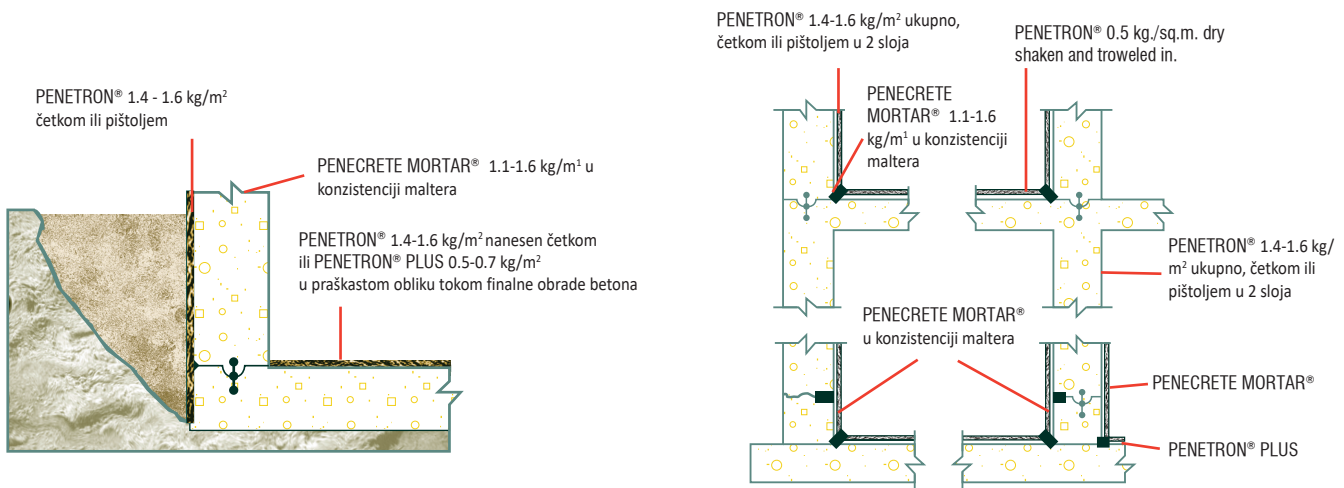 PENETRON® 1.4 - 1.6 kg/m²
četkom ili pištoljem
PENECRETE MORTAR® 1.1-1.6 kg/m¹ u
konzistenciji maltera
PENETRON® 1.4-1.6 kg/m² nanesen četkom
ili PENETRON® PLUS 0.5-0.7 kg/m²
u praškastom obliku tokom finalne obrade betona
PENETRON® 1.4-1.6 kg/m² ukupno,
četkom ili pištoljem u 2 sloja
PENETRON® 0.5 kg./sq.m. dry
shaken and troweled in.
PENECRETE
MORTAR® 1.1-1.6
kg/m¹ u konzistenciji
maltera
PENETRON® 1.4-1.6 kg/
m² ukupno, četkom ili
pištoljem u 2 sloja
PENECRETE MORTAR®
u konzistenciji maltera
PENECRETE MORTAR®
PENETRON® PLUS